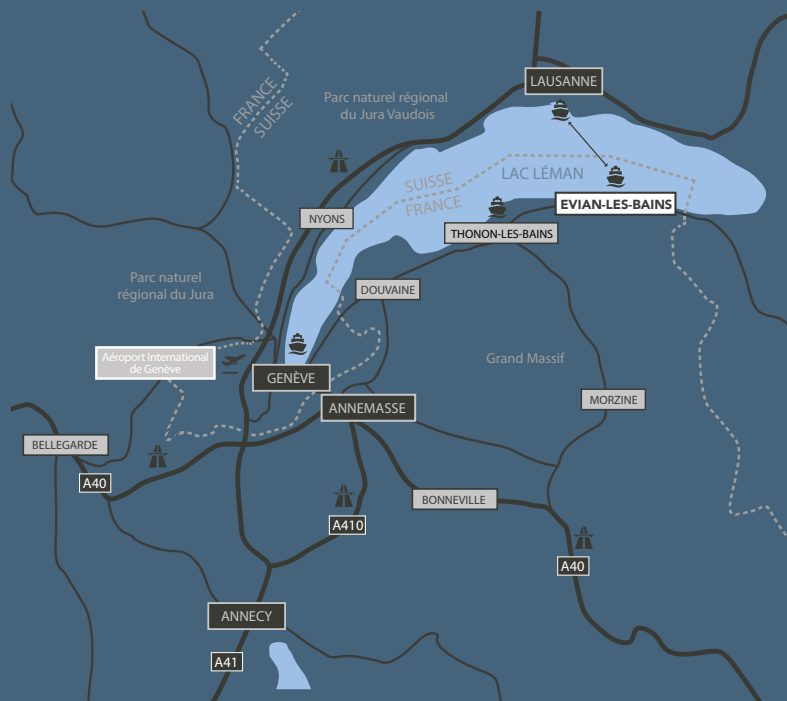 LAUSANNE
Parc naturel régional
du Jura Vaudois
FRANCE
SUISSE
SUISSE
FRANCE
LAC LÉMAN
EVIAN-LES-BAINS
NYONS
THONON-LES-BAINS
Parc naturel
régional du Jura
DOUVAINE
Aéroport International
de Genève
Grand Massif
GENÈVE
ANNEMASSE
MORZINE
BELLEGARDE
A40
BONNEVILLE
A410
A40
ANNECY
A41